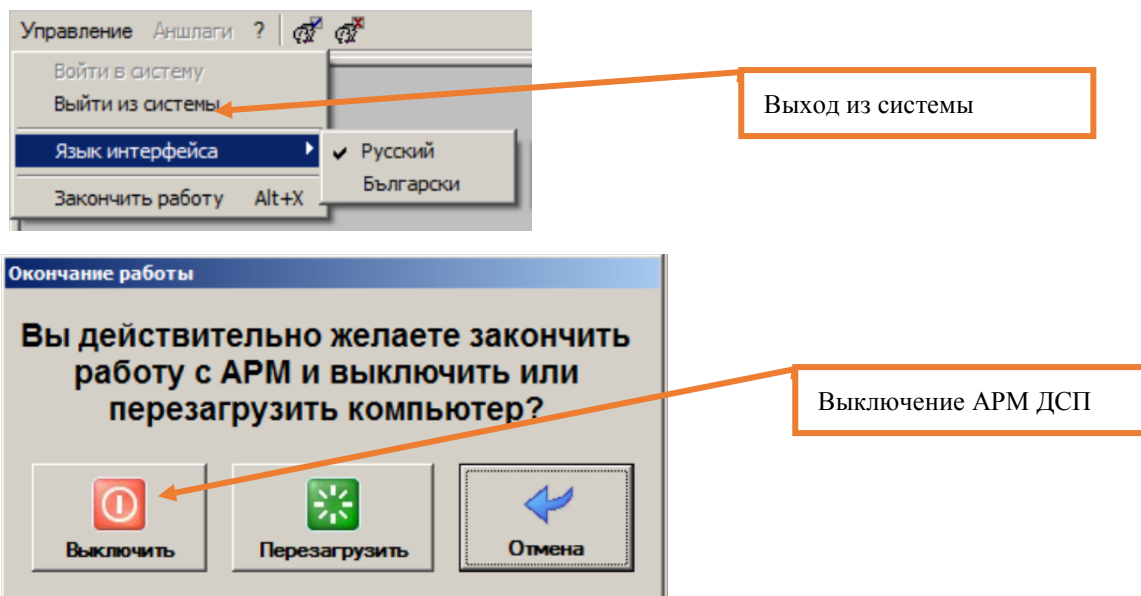 Управление Аншлаги ?
Войти в систему
Выйти из системы
Выход из системы
Язык интерфейса
Русский
Български
Закончить работу Alt+X
Окончание работы
Вы действительно желаете закончить
работу с АРМ и выключить или
перезагрузить компьютер?
Выключение АРМ ДСП
Выключить
Перезагрузить
Отмена